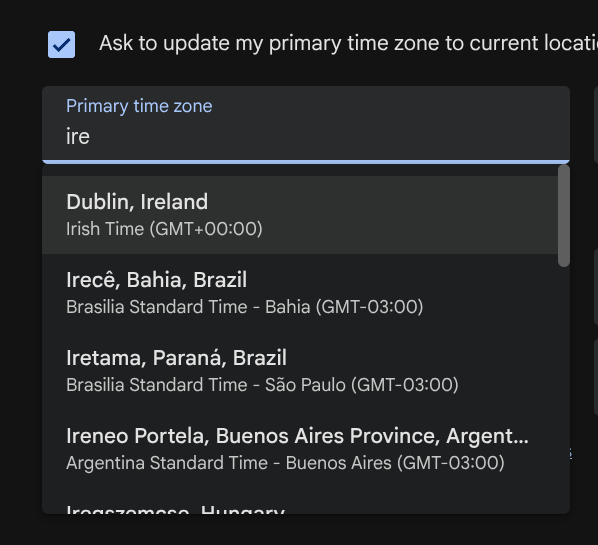 Ask to update my primary time zone to current locati
Primary time zone
ire
Dublin, Ireland
Irish Time (GMT+00:00)
Irecê, Bahia, Brazil
Brasilia Standard Time - Bahia (GMT-03:00)
Iretama, Paraná, Brazil
Brasilia Standard Time - São Paulo (GMT-03:00)
Ireneo Portela, Buenos Aires Province, Argent...
Argentina Standard Time - Buenos Aires (GMT-03:00)
Iregszemcse, Hungary